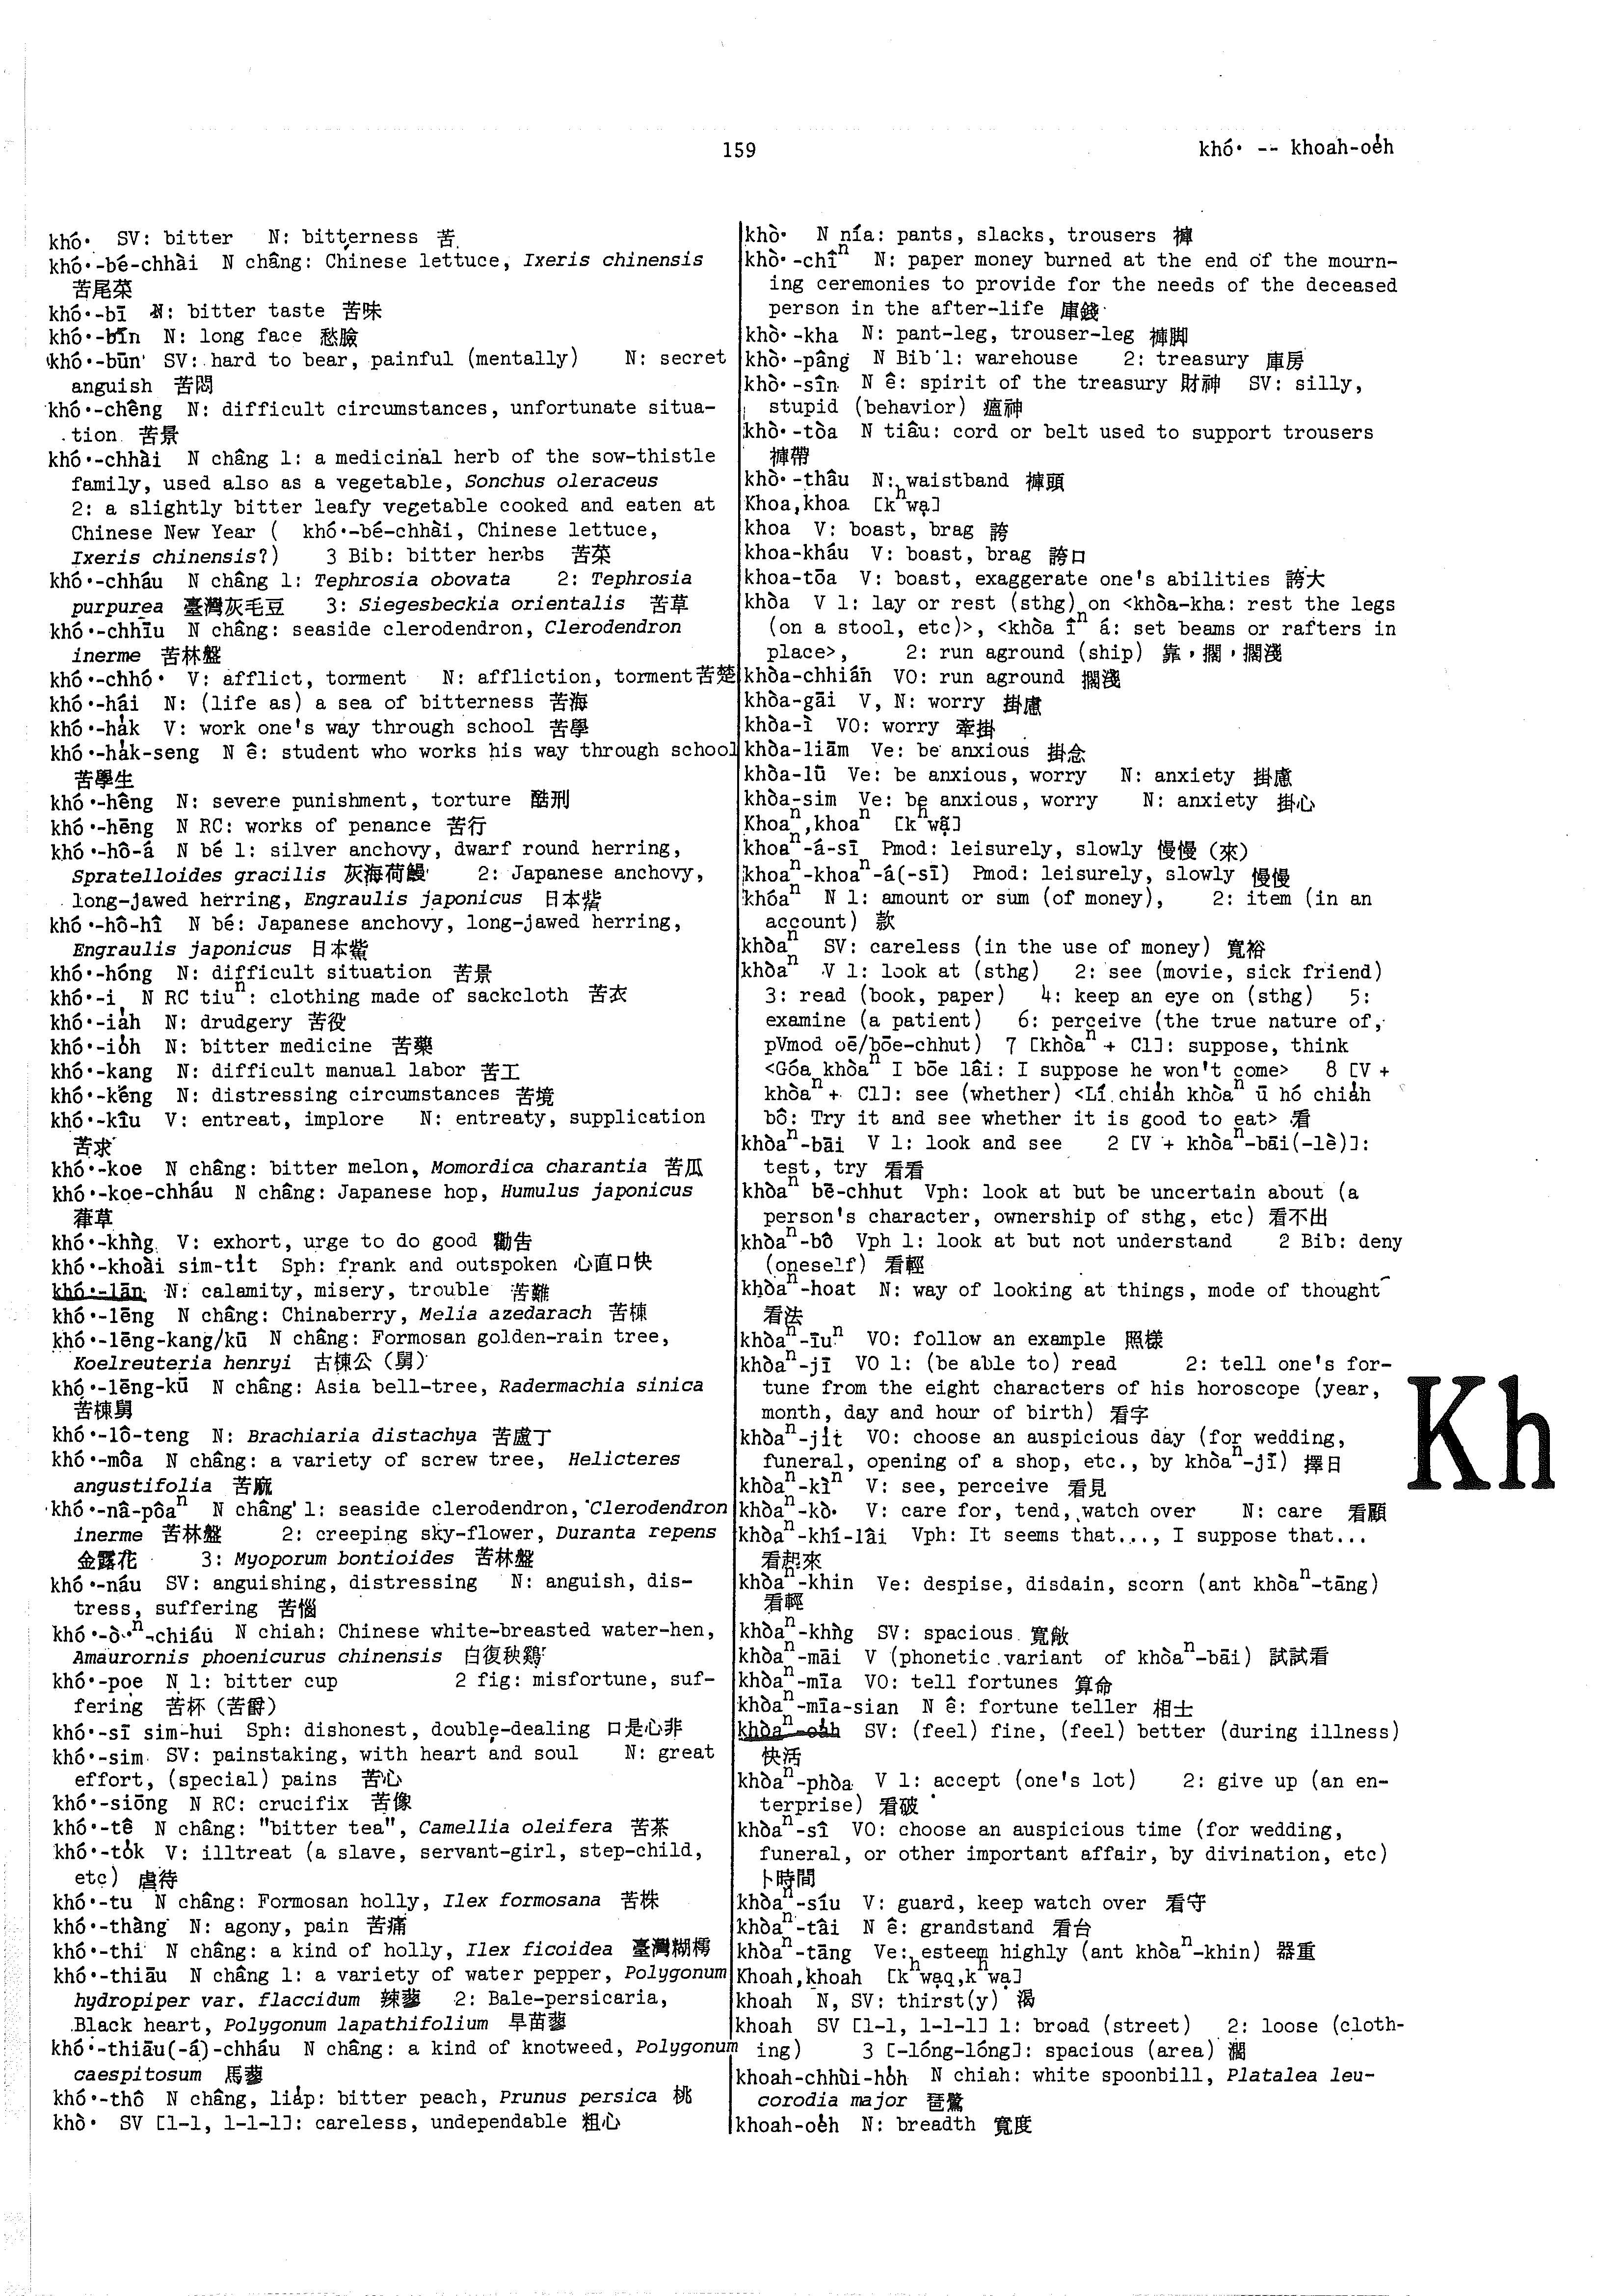 159
khó· -- khoah-oe̍h
khó·  SV: bitter  N: bitterness 苦
khó·-bé-chhài  N châng: Chinese lettuce, Ixeris chinensis
苦尾菜
khó·-bī  N: bitter taste 苦味
khó·-bīn  N: long face 愁臉
khó·-būn  SV: hard to bear, painful (mentally)  N: secret
anguish 苦悶
khó·-chêng  N: difficult circumstances, unfortunate situa-
tion 苦景
khó·-chhài  N châng 1: a medicinal herb of the sow-thistle
family, used also as a vegetable, Sonchus oleraceus
2: a slightly bitter leafy vegetable cooked and eaten at
Chinese New Year ( khó·-bé-chhài, Chinese lettuce,
Ixeris chinensis?)  3 Bib: bitter herbs 苦菜
khó·-chháu  N châng 1: Tephrosia obovata  2: Tephrosia
purpurea 臺灣灰毛豆  3: Siegesbeckia orientalis 苦草
khó·-chhīu  N châng: seaside clerodendron, Clerodendron
inerme 苦林盤
khó·-chhó·  V: afflict, torment  N: affliction, torment 苦楚
khó·-hái  N: (life as) a sea of bitterness 苦海
khó·-ha̍k  V: work one's way through school 苦學
khó·-ha̍k-seng  N ê: student who works his way through school
苦學生
khó·-hêng  N: severe punishment, torture 酷刑
khó·-hēng  N RC: works of penance 苦行
khó·-hô-á  N bé 1: silver anchovy, dwarf round herring,
Spratelloides gracilis 灰海荷鰻  2: Japanese anchovy,
long-jawed herring, Engraulis japonicus 日本鮆
khó·-hô-hî  N bé: Japanese anchovy, long-jawed herring,
Engraulis japonicus 日本鮆
khó·-hóng  N: difficult situation 苦景
khó·-i  N RC tiuⁿ: clothing made of sackcloth 苦衣
khó·-ia̍h  N: drudgery 苦役
khó·-io̍h  N: bitter medicine 苦藥
khó·-kang  N: difficult manual labor 苦工
khó·-kéng  N: distressing circumstances 苦境
khó·-kîu  V: entreat, implore  N: entreaty, supplication
苦求
khó·-koe  N châng: bitter melon, Momordica charantia 苦瓜
khó·-koe-chháu  N châng: Japanese hop, Humulus japonicus
葎草
khó·-khǹg  V: exhort, urge to do good 勸告
khó·-khoài sim-ti̍t  Sph: frank and outspoken 心直口快
khó·-lān  N: calamity, misery, trouble 苦難
khó·-lēng  N châng: Chinaberry, Melia azedarach 苦楝
khó·-lēng-kang/kū  N châng: Formosan golden-rain tree,
Koelreuteria henryi 古楝公（舅）
khó·-lēng-kū  N châng: Asia bell-tree, Radermachia sinica
苦楝舅
khó·-lô-teng  N: Brachiaria distachya 苦盧丁
khó·-môa  N châng: a variety of screw tree, Helicteres
angustifolia 苦麻
khó·-nâ-pôaⁿ  N châng 1: seaside clerodendron, Clerodendron
inerme 苦林盤  2: creeping sky-flower, Duranta repens
金露花  3: Myoporum bontioides 苦林盤
khó·-náu  SV: anguishing, distressing  N: anguish, dis-
tress, suffering 苦惱
khó·-ò·ⁿ-chiáu  N chiah: Chinese white-breasted water-hen,
Amaurornis phoenicurus chinensis 白復秧鷄
khó·-poe  N 1: bitter cup  2 fig: misfortune, suf-
fering 苦杯（苦爵）
khó·-sī sim-hui  Sph: dishonest, double-dealing 口是心非
khó·-sim  SV: painstaking, with heart and soul  N: great
effort, (special) pains 苦心
khó·-siōng  N RC: crucifix 苦像
khó·-tê  N châng: "bitter tea", Camellia oleifera 苦茶
khó·-to̍k  V: illtreat (a slave, servant-girl, step-child,
etc) 虐待
khó·-tu  N châng: Formosan holly, Ilex formosana 苦株
khó·-thàng  N: agony, pain 苦痛
khó·-thi  N châng: a kind of holly, Ilex ficoidea 臺灣糊樗
khó·-thiāu  N châng 1: a variety of water pepper, Polygonum
hydropiper var. flaccidum 辣蓼  2: Bale-persicaria,
Black heart, Polygonum lapathifolium 旱苗蓼
khó·-thiāu(-á)-chháu  N châng: a kind of knotweed, Polygonum
caespitosum 馬蓼
khó·-thô  N châng, lia̍p: bitter peach, Prunus persica 桃
khò·  SV [1-1, 1-1-1]: careless, undependable 粗心
khò·  N nía: pants, slacks, trousers 褲
khò·-chîⁿ  N: paper money burned at the end of the mourn-
ing ceremonies to provide for the needs of the deceased
person in the after-life 庫錢
khò·-kha  N: pant-leg, trouser-leg 褲脚
khò·-pâng  N Bib 1: warehouse  2: treasury 庫房
khò·-sîn  N ê: spirit of the treasury 財神  SV: silly,
stupid (behavior) 瘟神
khò·-tòa  N tiâu: cord or belt used to support trousers
褲帶
khò·-thâu  N: waistband 褲頭
Khoa,khoa  [kʰwạ]
khoa  V: boast, brag 誇
khoa-kháu  V: boast, brag 誇口
khoa-tōa  V: boast, exaggerate one's abilities 誇大
khòa  V 1: lay or rest (sthg) on <khòa-kha: rest the legs
(on a stool, etc)>, <khòa îⁿ á: set beams or rafters in
place>,  2: run aground (ship) 靠，擱，擱淺
khòa-chhián  VO: run aground 擱淺
khòa-gāi  V, N: worry 掛慮
khòa-ì  VO: worry 牽掛
khòa-liām  Ve: be anxious 掛念
khòa-lū  Ve: be anxious, worry  N: anxiety 掛慮
khòa-sim  Ve: be anxious, worry  N: anxiety 掛心
Khoaⁿ,khoaⁿ  [kʰwạ̃]
khoaⁿ-á-sī  Pmod: leisurely, slowly 慢慢（來）
khoaⁿ-khoaⁿ-á(-sī)  Pmod: leisurely, slowly 慢慢
khóaⁿ  N 1: amount or sum (of money),  2: item (in an
account) 款
khòaⁿ  SV: careless (in the use of money) 寬裕
khòaⁿ  V 1: look at (sthg)  2: see (movie, sick friend)
3: read (book, paper)  4: keep an eye on (sthg)  5:
examine (a patient)  6: perceive (the true nature of,
pVmod oē/bōe-chhut)  7 [khòaⁿ + Cl]: suppose, think
<Góa khòaⁿ I bōe lâi: I suppose he won't come>  8 [V +
khòaⁿ + Cl]: see (whether) <Lí chia̍h khòaⁿ ū hó chia̍h
bô: Try it and see whether it is good to eat> 看
khòaⁿ-bāi  V 1: look and see  2 [V + khòaⁿ-bāi(-lē)]:
test, try 看看
khòaⁿ bē-chhut  Vph: look at but be uncertain about (a
person's character, ownership of sthg, etc) 看不出
khòaⁿ-bô  Vph 1: look at but not understand  2 Bib: deny
(oneself) 看輕
khòaⁿ-hoat  N: way of looking at things, mode of thought
看法
khòaⁿ-īuⁿ  VO: follow an example 照樣
khòaⁿ-jī  VO 1: (be able to) read  2: tell one's for-
tune from the eight characters of his horoscope (year,
month, day and hour of birth) 看字
khòaⁿ-ji̍t  VO: choose an auspicious day (for wedding,
funeral, opening of a shop, etc., by khòaⁿ-jī) 擇日
khòaⁿ-kìⁿ  V: see, perceive 看見
khòaⁿ-kò·  V: care for, tend, watch over  N: care 看顧
khòaⁿ-khí-lâi  Vph: It seems that..., I suppose that...
看起來
khòaⁿ-khin  Ve: despise, disdain, scorn (ant khòaⁿ-tāng)
看輕
khòaⁿ-khǹg  SV: spacious 寬敞
khòaⁿ-māi  V (phonetic variant of khòaⁿ-bāi) 試試看
khòaⁿ-mīa  VO: tell fortunes 算命
khòaⁿ-mīa-sian  N ê: fortune teller 相士
khòaⁿ-oa̍h  SV: (feel) fine, (feel) better (during illness)
快活
khòaⁿ-phòa  V 1: accept (one's lot)  2: give up (an en-
terprise) 看破
khòaⁿ-sî  VO: choose an auspicious time (for wedding,
funeral, or other important affair, by divination, etc)
卜時間
khòaⁿ-síu  V: guard, keep watch over 看守
khòaⁿ-tâi  N ê: grandstand 看台
khòaⁿ-tāng  Ve: esteem highly (ant khòaⁿ-khin) 器重
Khoah,khoah  [kʰwạq,kʰwạ]
khoah  N, SV: thirst(y) 渴
khoah  SV [1-1, 1-1-1] 1: broad (street)  2: loose (cloth-
ing)  3 [-lóng-lóng]: spacious (area) 濶
khoah-chhùi-ho̍h  N chiah: white spoonbill, Platalea leu-
corodia major 琵鷺
khoah-oe̍h  N: breadth 寬度
Kh